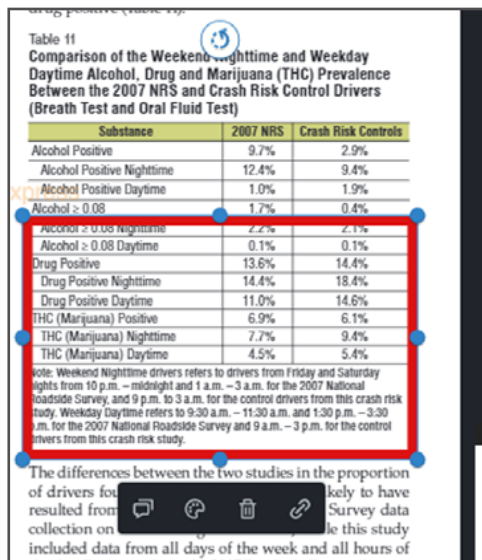 drug positive (Table 11).
Table 11
Comparison of the Weekend Nighttime and Weekday
Daytime Alcohol, Drug and Marijuana (THC) Prevalence
Between the 2007 NRS and Crash Risk Control Drivers
(Breath Test and Oral Fluid Test)
Substance 2007 NRS Crash Risk Controls
Alcohol Positive 9.7% 2.9%
Alcohol Positive Nighttime 12.4% 9.4%
Alcohol Positive Daytime 1.0% 1.9%
Alcohol ≥ 0.08 1.7% 0.4%
Alcohol ≥ 0.08 Nighttime 2.2% 2.1%
Alcohol ≥ 0.08 Daytime 0.1% 0.1%
Drug Positive 13.6% 14.4%
Drug Positive Nighttime 14.4% 18.4%
Drug Positive Daytime 11.0% 14.6%
THC (Marijuana) Positive 6.9% 6.1%
THC (Marijuana) Nighttime 7.7% 9.4%
THC (Marijuana) Daytime 4.5% 5.4%
Note: Weekend Nighttime drivers refers to drivers from Friday and Saturday
nights from 10 p.m. – midnight and 1 a.m. – 3 a.m. for the 2007 National
Roadside Survey, and 9 p.m. to 3 a.m. for the control drivers from this crash risk
study. Weekday Daytime refers to 9:30 a.m. – 11:30 a.m. and 1:30 p.m. – 3:30
p.m. for the 2007 National Roadside Survey and 9 a.m. – 3 p.m. for the control
drivers from this crash risk study.
The differences between the two studies in the proportion
of drivers kely to have
resulted from Survey data
collection on this study
included data from all days of the week and all hours of